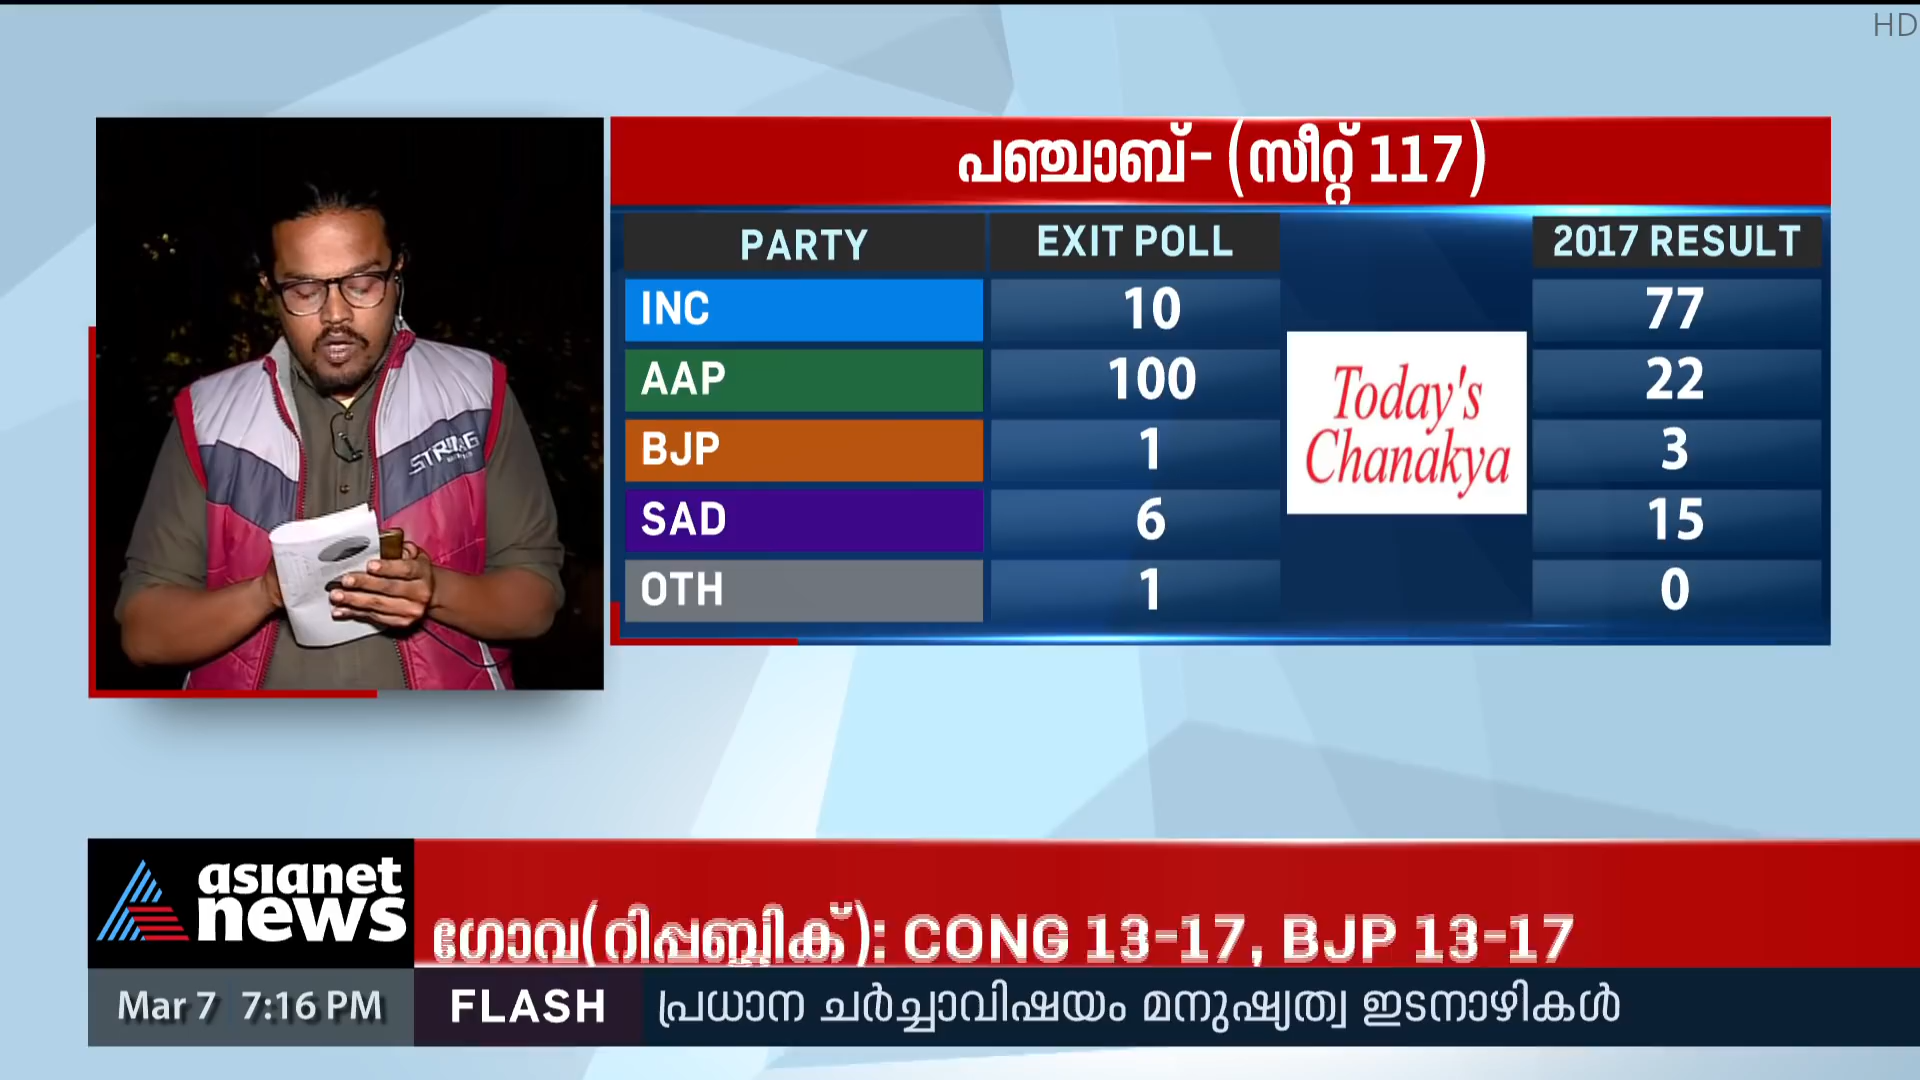 HD
പഞ്ചാബ്- (സീറ്റ് 117)
PARTY EXIT POLL 2017 RESULT
INC 10 77
AAP 100 22
BJP 1 3
SAD 6 15
OTH 1 0
Today's
Chanakya
STRING
asianet
news
ഗോവ(റിപ്പബ്ലിക്): CONG 13-17, BJP 13-17
Mar 7 7:16 PM FLASH പ്രധാന ചർച്ചാവിഷയം മനുഷ്യത്വ ഇടനാഴികൾ